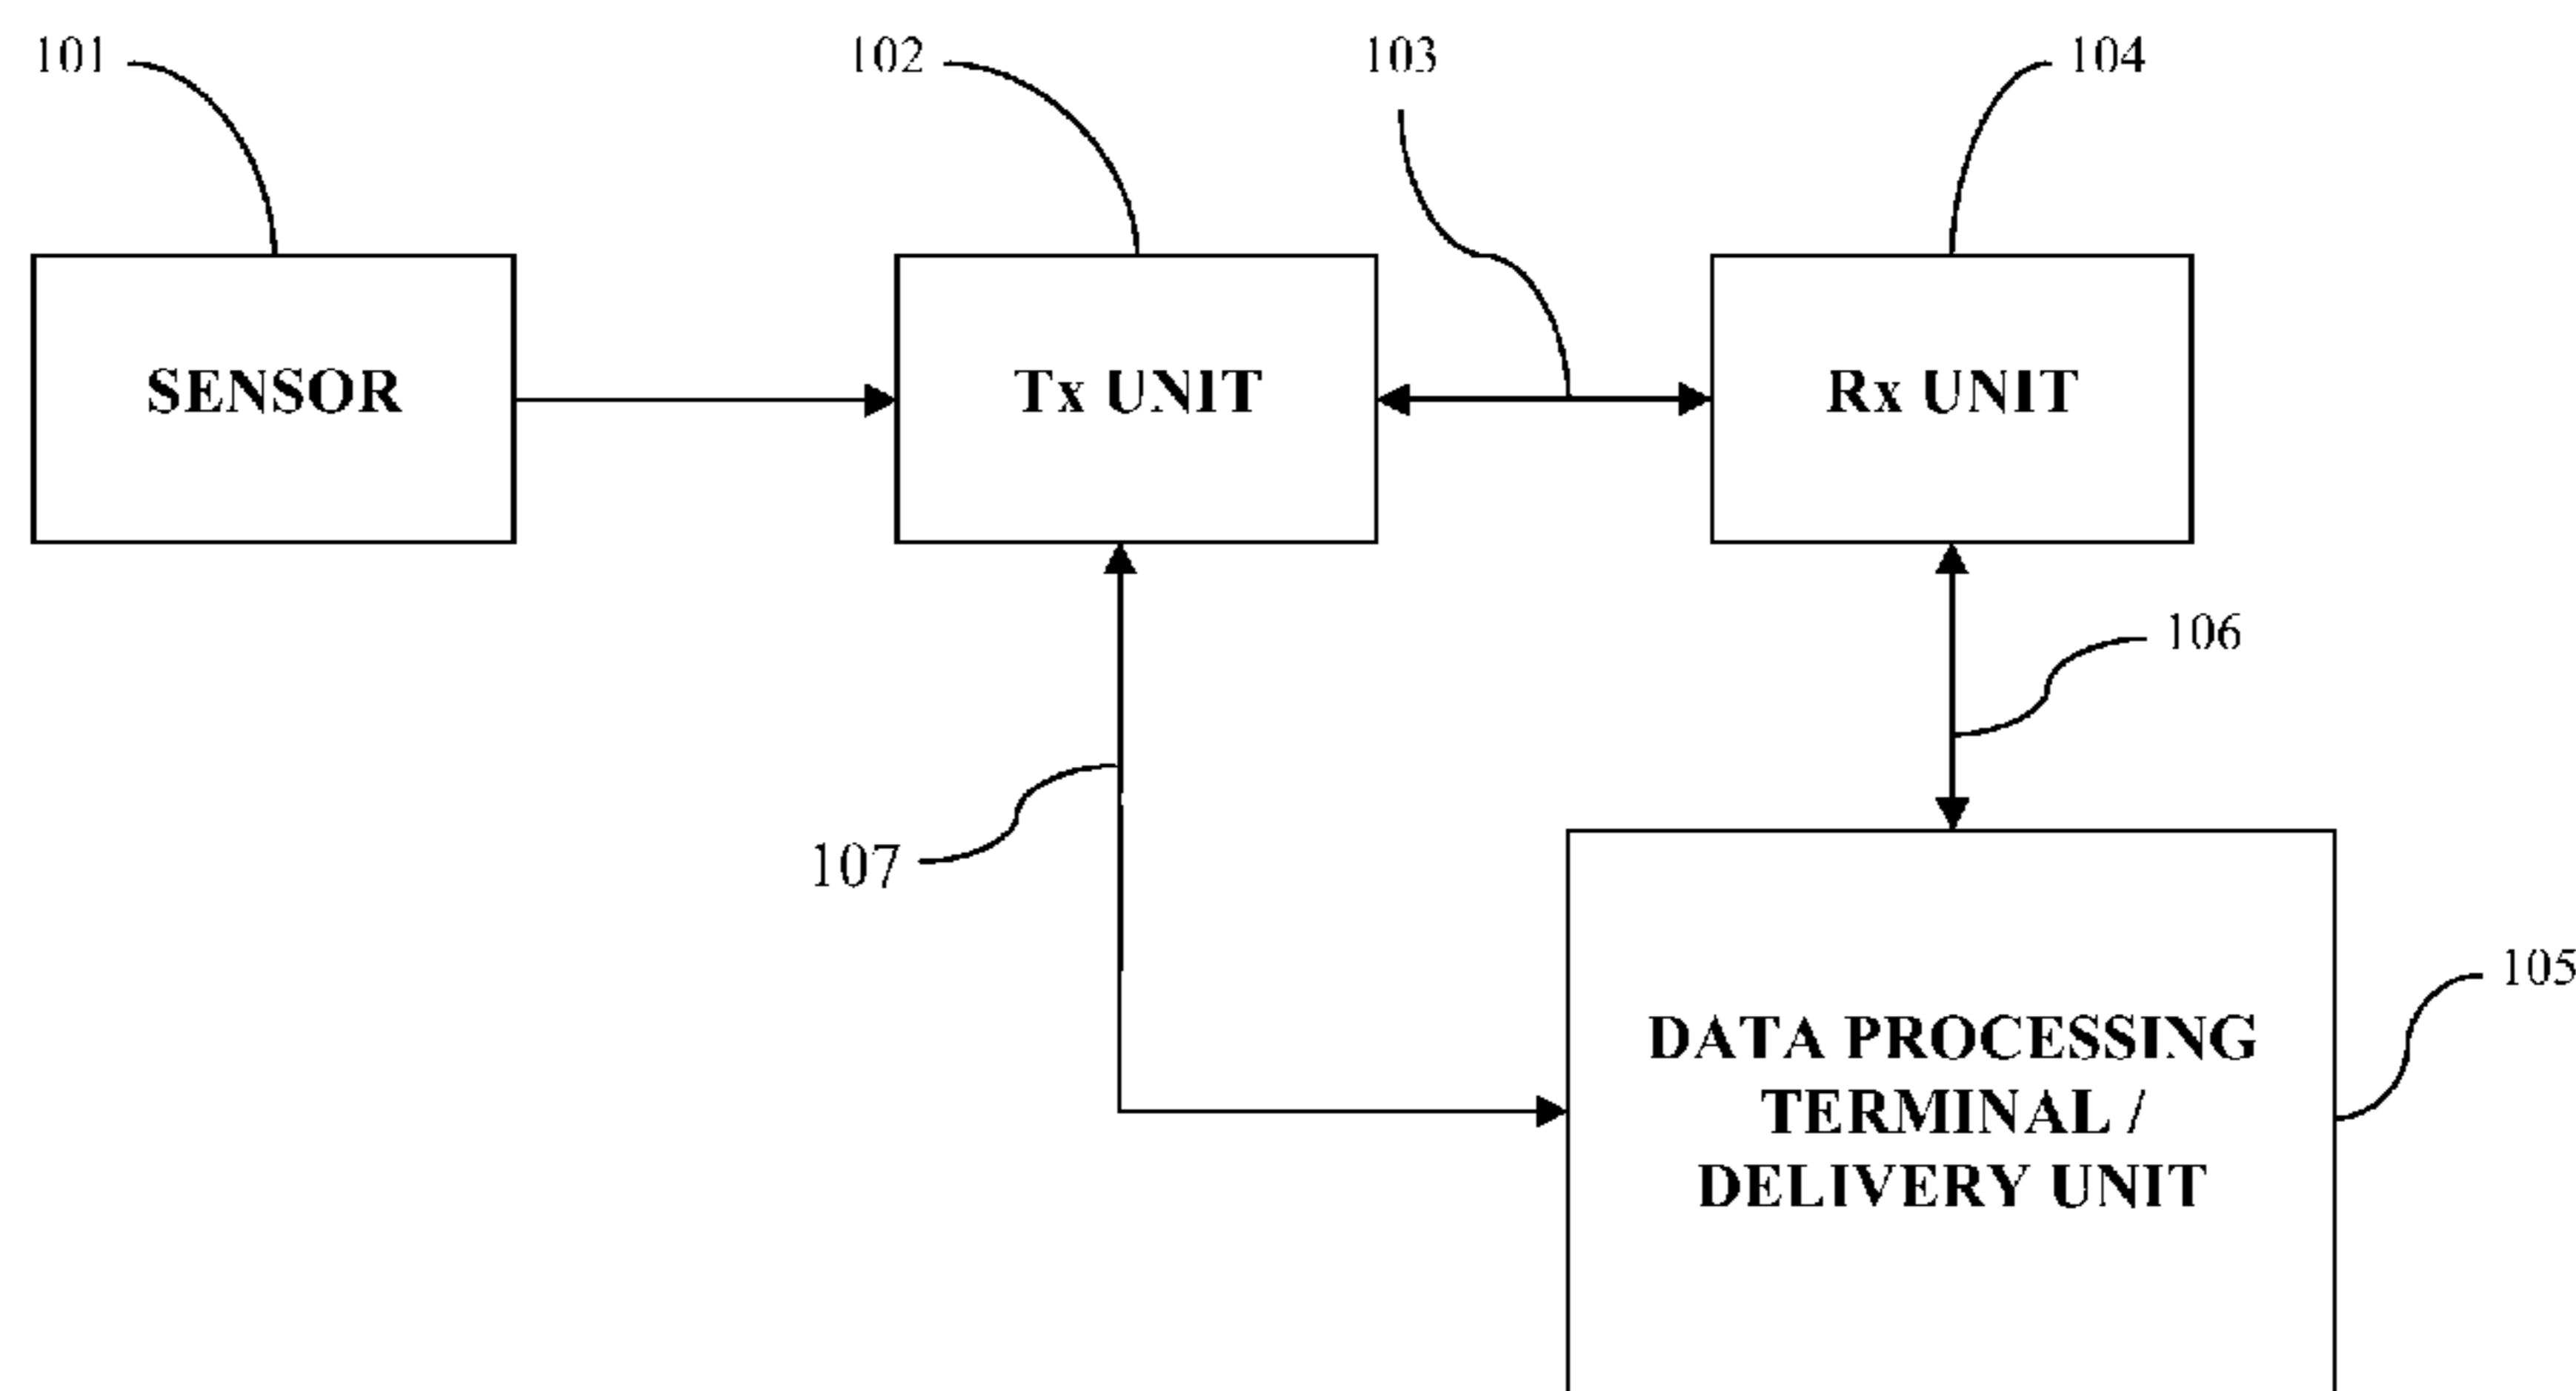 101
102
103
104
SENSOR
Tx UNIT
Rx UNIT
106
107
105
DATA PROCESSING
TERMINAL /
DELIVERY UNIT